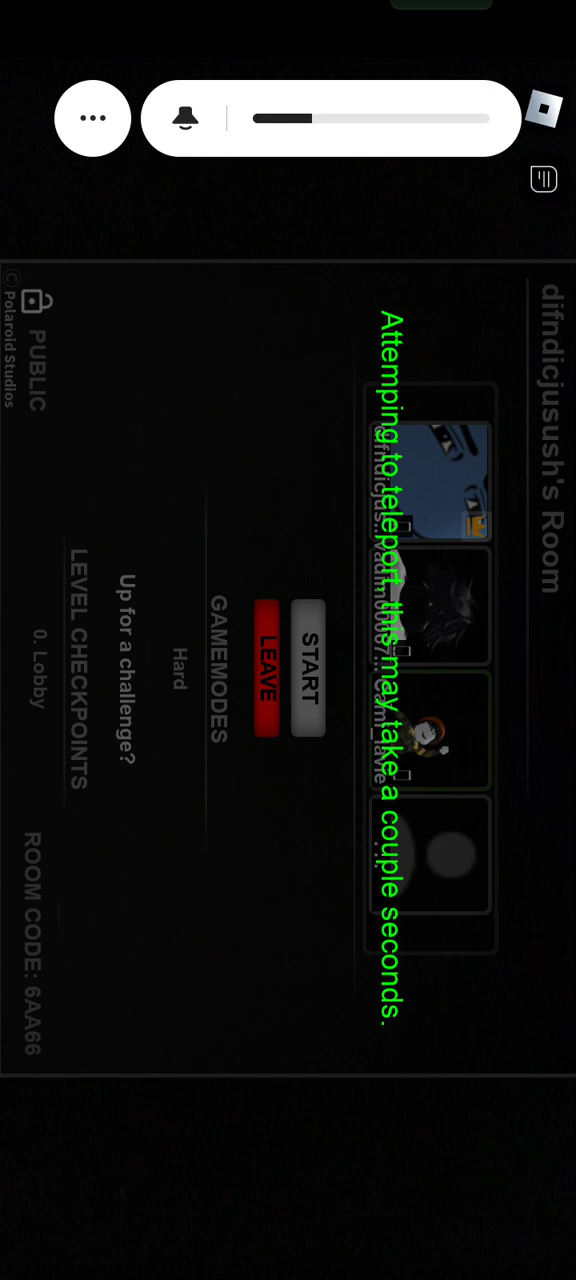 difndicjusush's Room
Attemping to teleport, this may take a couple seconds.
START
LEAVE
GAMEMODES
Hard
Up for a challenge?
LEVEL CHECKPOINTS
0. Lobby
PUBLIC
ROOM CODE: 6AA66
© Polaroid Studios